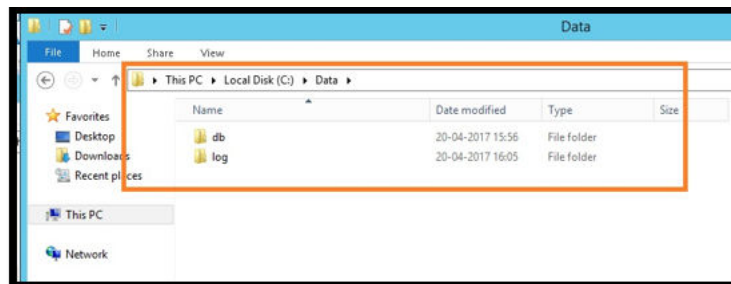 Data
File Home Share View
This PC Local Disk (C:) Data
Name Date modified Type Size
Favorites
Desktop
Downloads
Recent places
This PC
Network
db 20-04-2017 15:56 File folder
log 20-04-2017 16:05 File folder